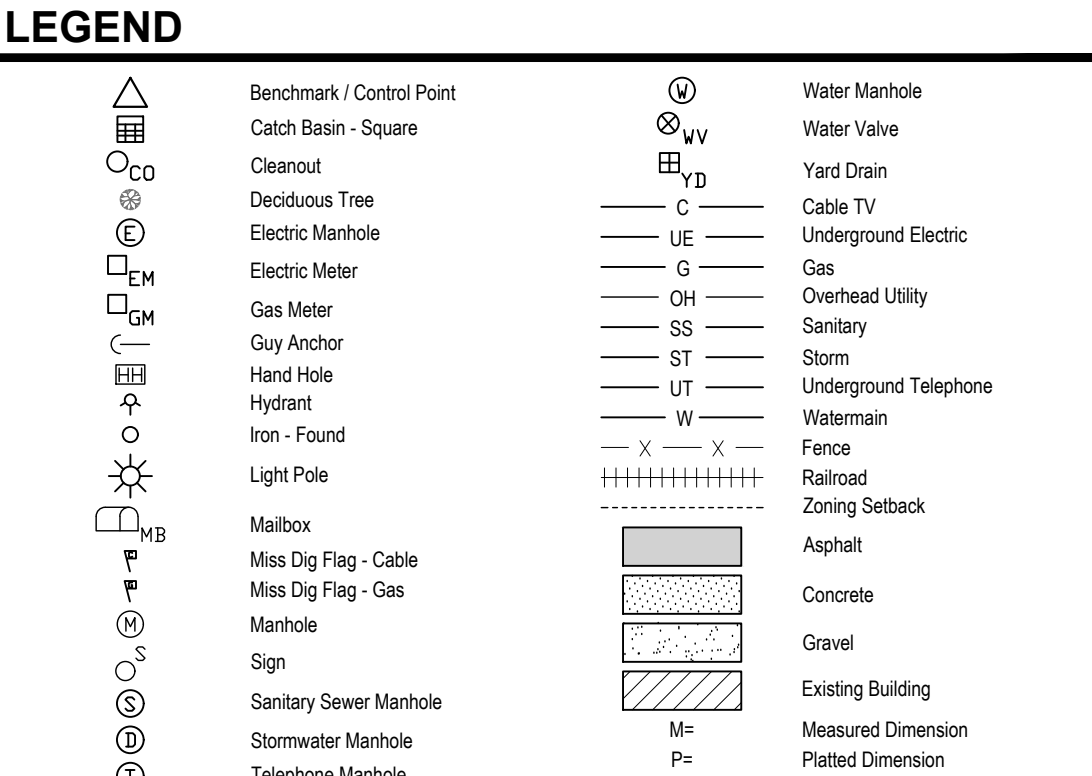 LEGEND
Benchmark / Control Point
Catch Basin - Square
CO Cleanout
Deciduous Tree
E Electric Manhole
EM Electric Meter
GM Gas Meter
Guy Anchor
HH Hand Hole
Hydrant
Iron - Found
Light Pole
MB Mailbox
C Miss Dig Flag - Cable
G Miss Dig Flag - Gas
M Manhole
S Sign
S Sanitary Sewer Manhole
D Stormwater Manhole
T Telephone Manhole
W Water Manhole
WV Water Valve
YD Yard Drain
C Cable TV
UE Underground Electric
G Gas
OH Overhead Utility
SS Sanitary
ST Storm
UT Underground Telephone
W Watermain
X X Fence
Railroad
Zoning Setback
Asphalt
Concrete
Gravel
Existing Building
M= Measured Dimension
P= Platted Dimension